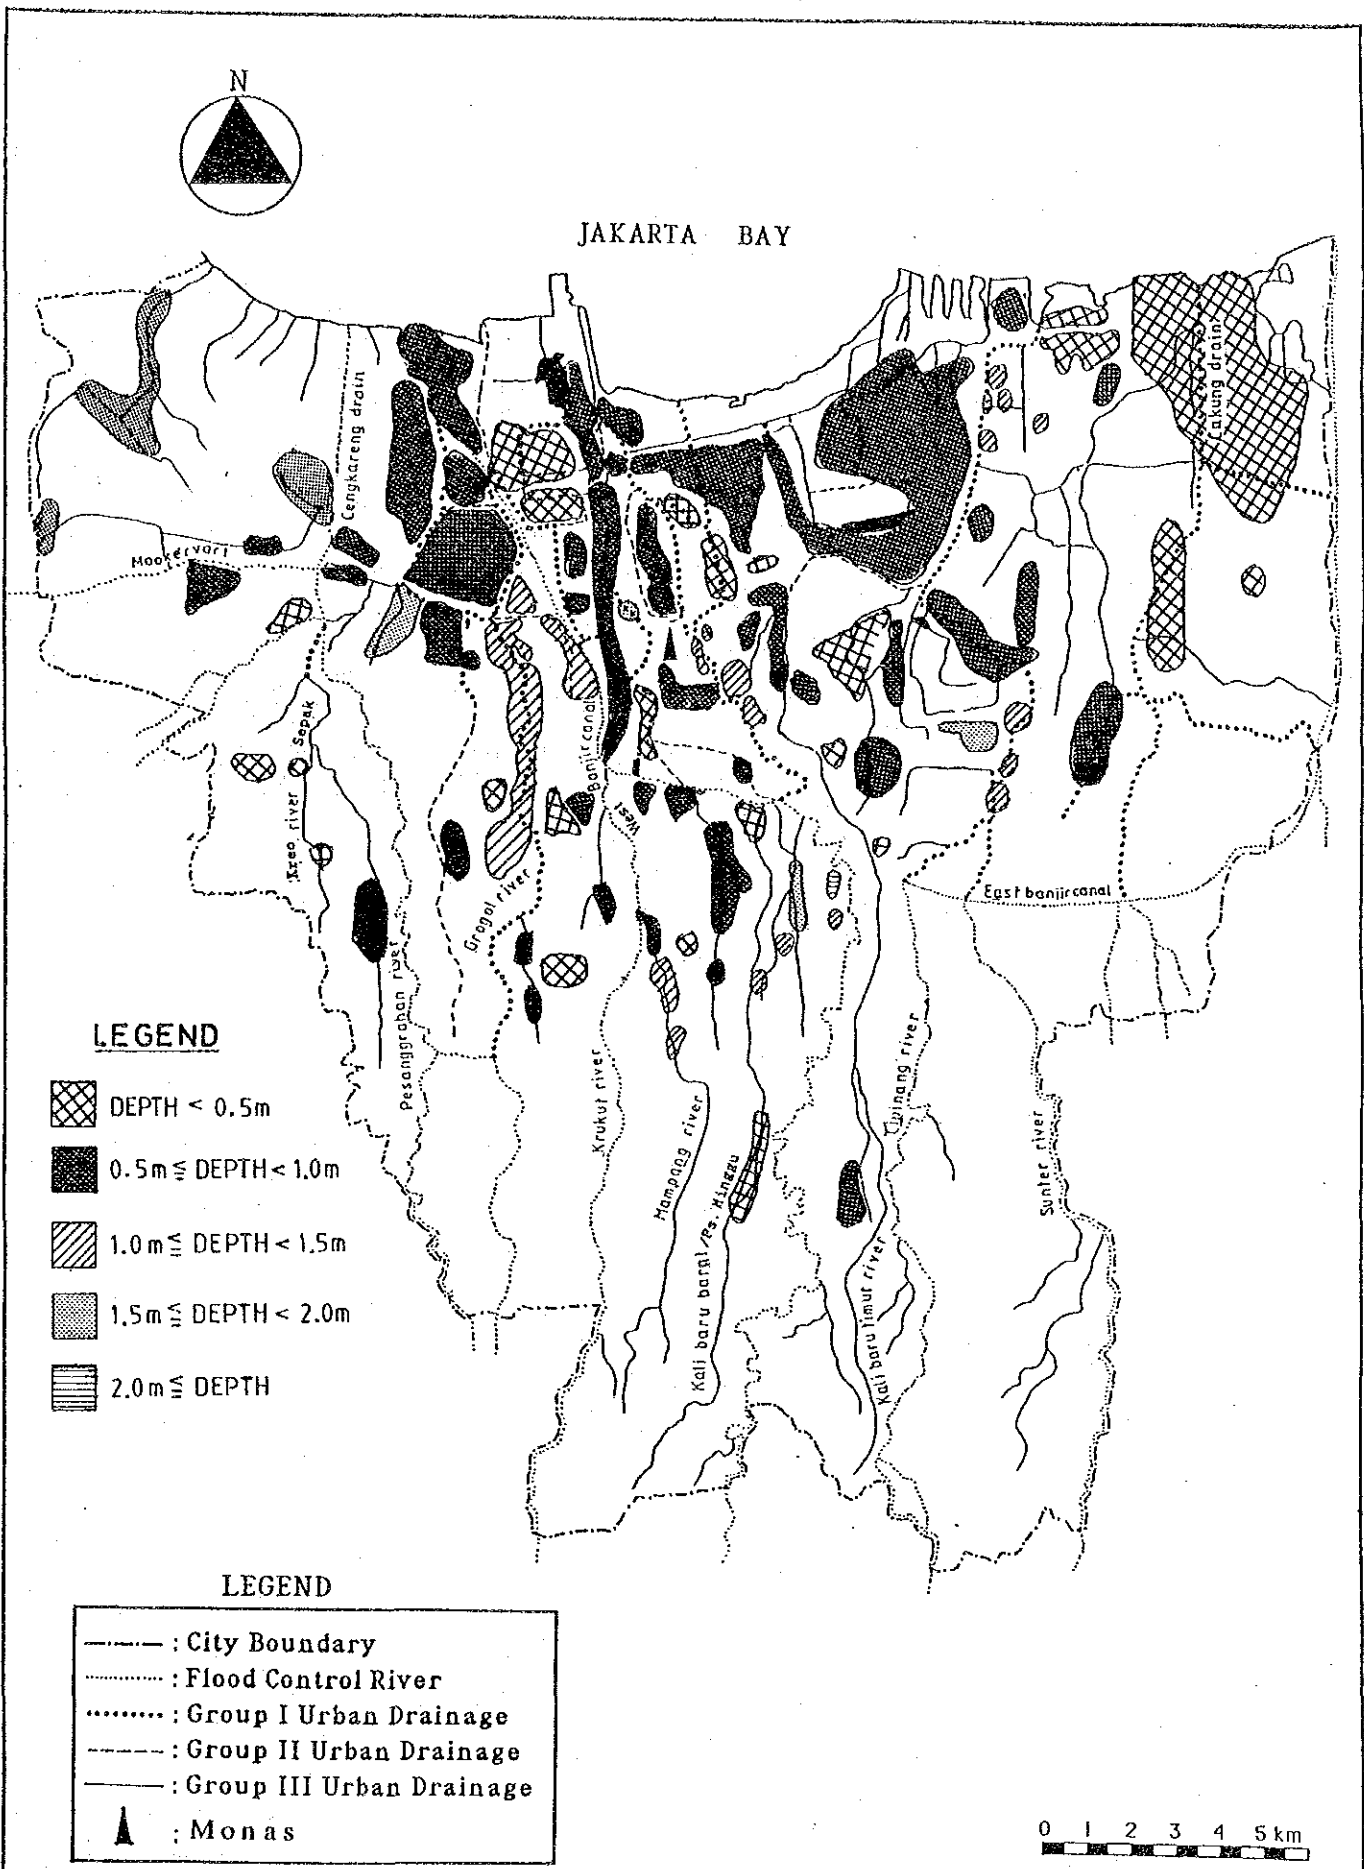 N
JAKARTA BAY
Cengkareng drain
Cakung drain
Mookervart
Sepak
Kreo river
Banjir canal
West
Grogol river
East banjir canal
Pesanggrahan river
Krukut river
Mampang river
Kali baru barat/Ps. Minggu
Kali baru timur river
river
Sunter river
LEGEND
DEPTH < 0.5m
0.5m ≦ DEPTH < 1.0m
1.0m ≦ DEPTH < 1.5m
1.5m ≦ DEPTH < 2.0m
2.0m ≦ DEPTH
LEGEND
: City Boundary
: Flood Control River
: Group I Urban Drainage
: Group II Urban Drainage
: Group III Urban Drainage
: Monas
0 1 2 3 4 5 km